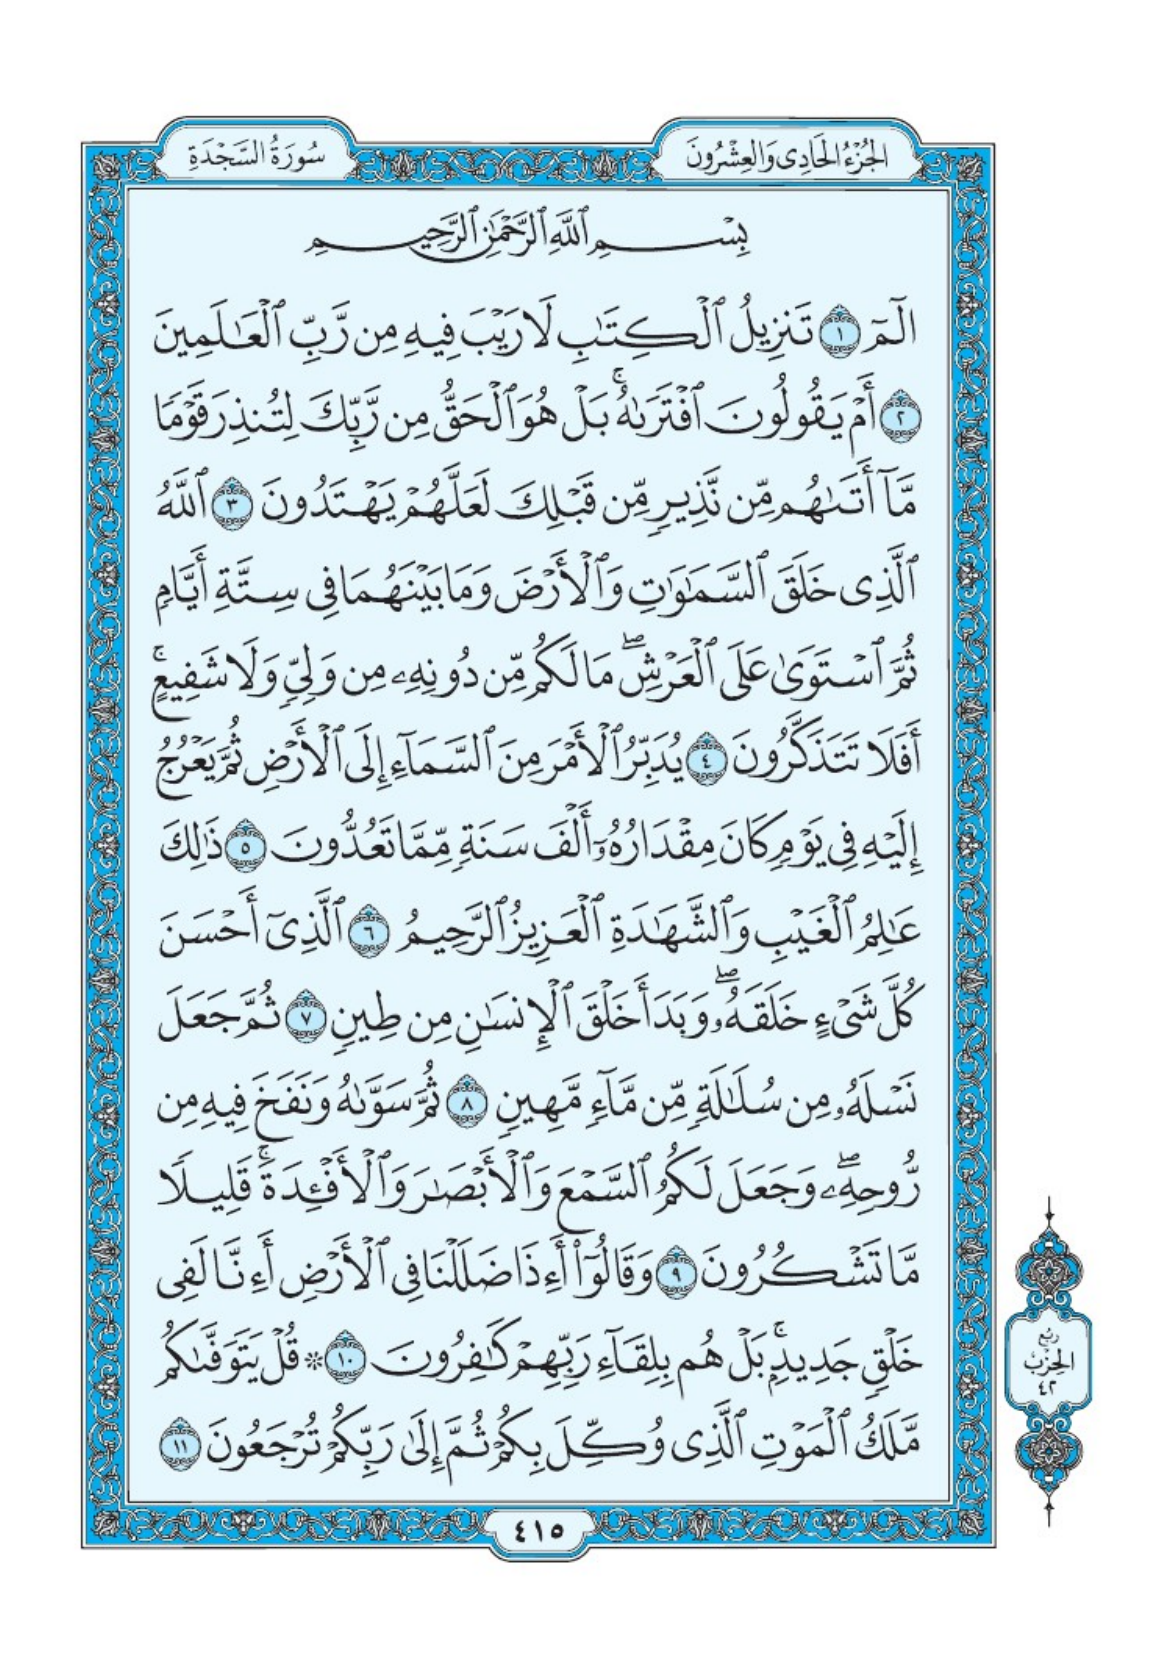 الجُزْءُ الحَادِى وَالعِشْرُونَ
سُورَةُ السَّجْدَةِ
بِسْمِ ٱللَّهِ ٱلرَّحْمَٰنِ ٱلرَّحِيمِ
الٓمٓ ١ تَنزِيلُ ٱلْكِتَٰبِ لَا رَيْبَ فِيهِ مِن رَّبِّ ٱلْعَٰلَمِينَ
٢ أَمْ يَقُولُونَ ٱفْتَرَىٰهُۚ بَلْ هُوَ ٱلْحَقُّ مِن رَّبِّكَ لِتُنذِرَ قَوْمًا
مَّآ أَتَىٰهُم مِّن نَّذِيرٍ مِّن قَبْلِكَ لَعَلَّهُمْ يَهْتَدُونَ ٣ ٱللَّهُ
ٱلَّذِى خَلَقَ ٱلسَّمَٰوَٰتِ وَٱلْأَرْضَ وَمَا بَيْنَهُمَا فِى سِتَّةِ أَيَّامٍ
ثُمَّ ٱسْتَوَىٰ عَلَى ٱلْعَرْشِۖ مَا لَكُم مِّن دُونِهِۦ مِن وَلِىٍّ وَلَا شَفِيعٍۚ
أَفَلَا تَتَذَكَّرُونَ ٤ يُدَبِّرُ ٱلْأَمْرَ مِنَ ٱلسَّمَآءِ إِلَى ٱلْأَرْضِ ثُمَّ يَعْرُجُ
إِلَيْهِ فِى يَوْمٍ كَانَ مِقْدَارُهُۥٓ أَلْفَ سَنَةٍ مِّمَّا تَعُدُّونَ ٥ ذَٰلِكَ
عَٰلِمُ ٱلْغَيْبِ وَٱلشَّهَٰدَةِ ٱلْعَزِيزُ ٱلرَّحِيمُ ٦ ٱلَّذِىٓ أَحْسَنَ
كُلَّ شَىْءٍ خَلَقَهُۥۖ وَبَدَأَ خَلْقَ ٱلْإِنسَٰنِ مِن طِينٍ ٧ ثُمَّ جَعَلَ
نَسْلَهُۥ مِن سُلَٰلَةٍ مِّن مَّآءٍ مَّهِينٍ ٨ ثُمَّ سَوَّىٰهُ وَنَفَخَ فِيهِ مِن
رُّوحِهِۦۖ وَجَعَلَ لَكُمُ ٱلسَّمْعَ وَٱلْأَبْصَٰرَ وَٱلْأَفْـِٔدَةَۚ قَلِيلًا
مَّا تَشْكُرُونَ ٩ وَقَالُوٓا۟ أَءِذَا ضَلَلْنَا فِى ٱلْأَرْضِ أَءِنَّا لَفِى
خَلْقٍ جَدِيدٍۚ بَلْ هُم بِلِقَآءِ رَبِّهِمْ كَٰفِرُونَ ١٠ ۞ قُلْ يَتَوَفَّىٰكُم
مَّلَكُ ٱلْمَوْتِ ٱلَّذِى وُكِّلَ بِكُمْ ثُمَّ إِلَىٰ رَبِّكُمْ تُرْجَعُونَ ١١
رُبْع
الحِزْبِ
٤٢
٤١٥